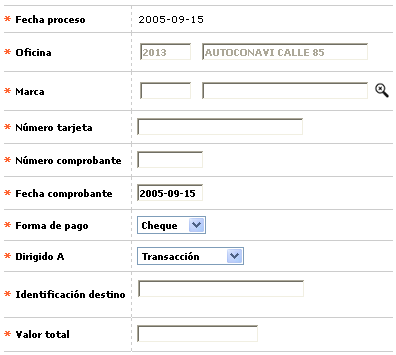 * Fecha proceso 2005-09-15
* Oficina 2013 AUTOCONAVI CALLE 85
* Marca
* Número tarjeta
* Número comprobante
* Fecha comprobante 2005-09-15
* Forma de pago Cheque
* Dirigido A Transacción
* Identificación destino
* Valor total